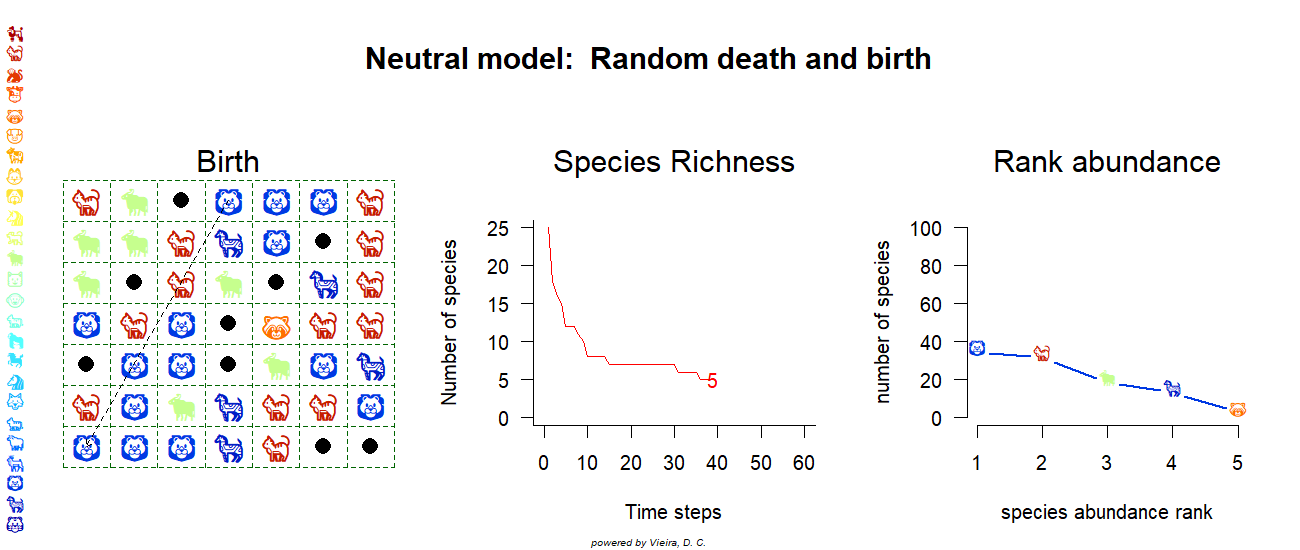 Neutral model:  Random death and birth
Birth
Species Richness
Number of species
25
20
15
10
5
0
5
0 10 20 30 40 50 60
Time steps
Rank abundance
number of species
100
80
60
40
20
0
1 2 3 4 5
species abundance rank
powered by Vieira, D. C.